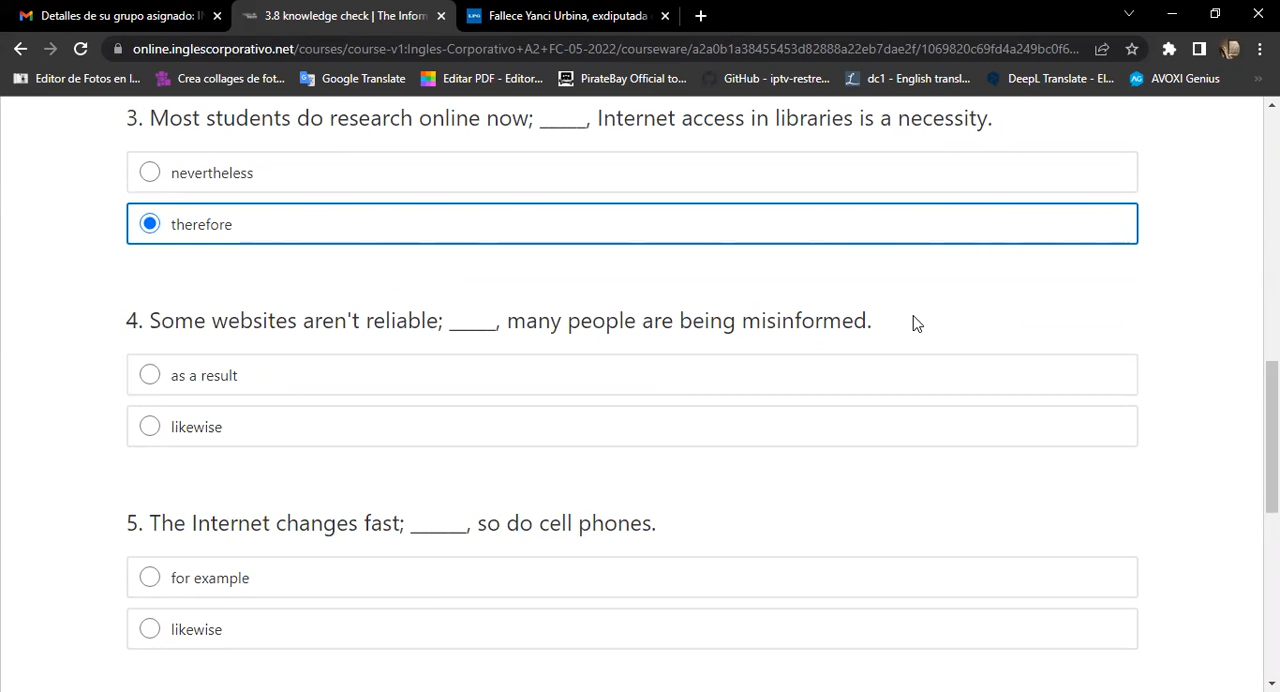 Detalles de su grupo asignado: I
3.8 knowledge check | The Inform
LPG Fallece Yanci Urbina, exdiputada
online.inglescorporativo.net/courses/course-v1:Ingles-Corporativo+A2+FC-05-2022/courseware/a2a0b1a38455453d82888a22eb7dae2f/1069820c69fd4a249bc0f6...
Editor de Fotos en l...
Crea collages de fot...
Google Translate
Editar PDF - Editor...
PirateBay Official to...
GitHub - iptv-restre...
dc1 - English transl...
DeepL Translate - El...
AG AVOXI Genius
3. Most students do research online now; _____, Internet access in libraries is a necessity.
nevertheless
therefore
4. Some websites aren't reliable; _____, many people are being misinformed.
as a result
likewise
5. The Internet changes fast; ______, so do cell phones.
for example
likewise